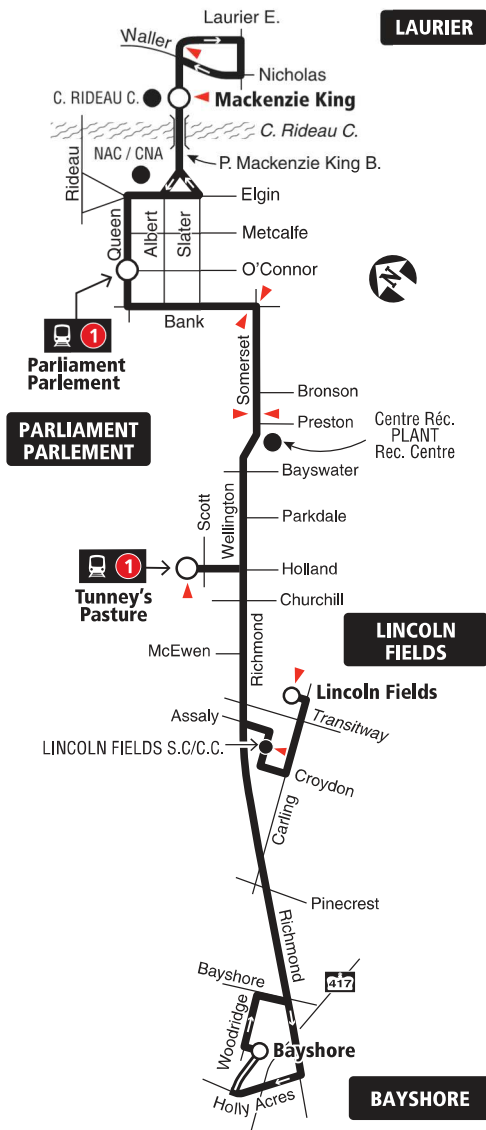 Laurier E.
LAURIER
Waller
Nicholas
C. RIDEAU C.
Mackenzie King
C. Rideau C.
NAC / CNA
P. Mackenzie King B.
Rideau
Elgin
Queen
Albert
Slater
Metcalfe
O'Connor
N
Bank
1
Parliament
Parlement
Somerset
Bronson
Preston
Centre Réc.
PLANT
Rec. Centre
PARLIAMENT
PARLEMENT
Bayswater
Scott
Wellington
Parkdale
1
Tunney's
Pasture
Holland
Churchill
LINCOLN
FIELDS
McEwen
Richmond
Lincoln Fields
Assaly
Transitway
LINCOLN FIELDS S.C/C.C.
Croydon
Carling
Pinecrest
Richmond
417
Bayshore
Woodridge
Bayshore
Holly Acres
BAYSHORE